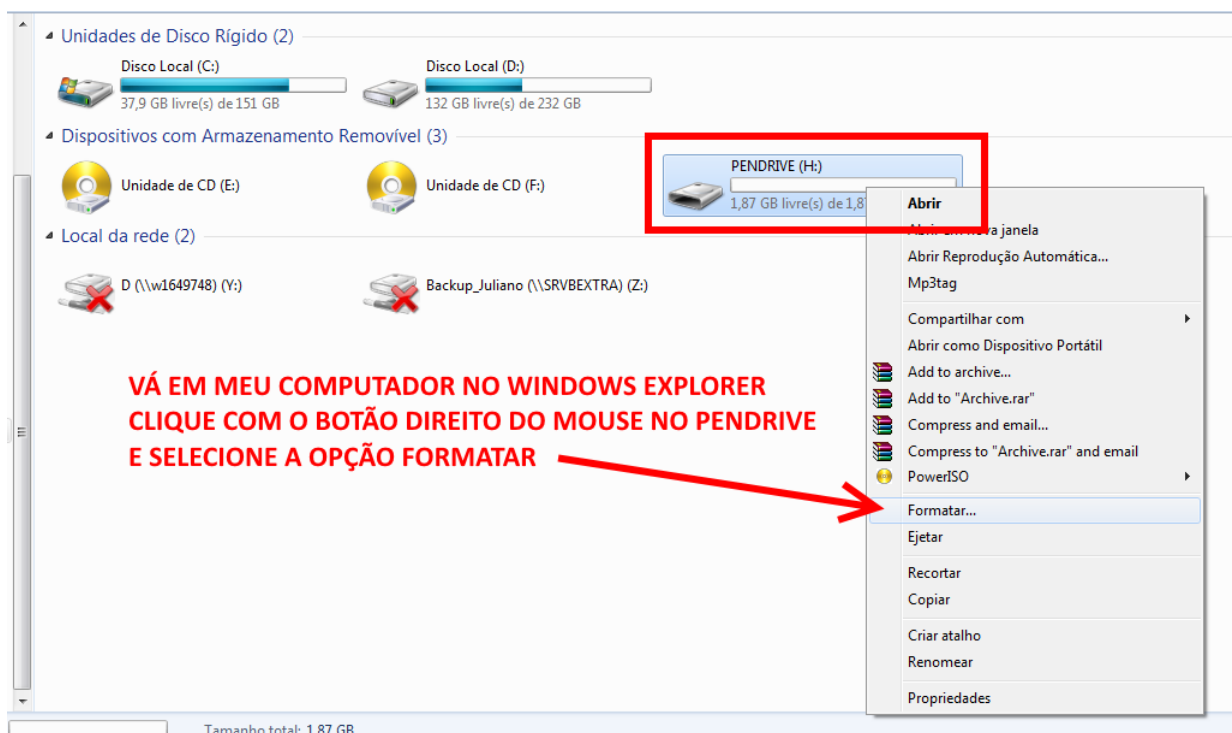 Unidades de Disco Rígido (2)
Disco Local (C:)
37,9 GB livre(s) de 151 GB
Disco Local (D:)
132 GB livre(s) de 232 GB
Dispositivos com Armazenamento Removível (3)
Unidade de CD (E:)
Unidade de CD (F:)
PENDRIVE (H:)
1,87 GB livre(s) de 1,8
Local da rede (2)
D (\\w1649748) (Y:)
Backup_Juliano (\\SRVBEXTRA) (Z:)
VÁ EM MEU COMPUTADOR NO WINDOWS EXPLORER
CLIQUE COM O BOTÃO DIREITO DO MOUSE NO PENDRIVE
E SELECIONE A OPÇÃO FORMATAR
Abrir
Abrir em nova janela
Abrir Reprodução Automática...
Mp3tag
Compartilhar com
Abrir como Dispositivo Portátil
Add to archive...
Add to "Archive.rar"
Compress and email...
Compress to "Archive.rar" and email
PowerISO
Formatar...
Ejetar
Recortar
Copiar
Criar atalho
Renomear
Propriedades
Tamanho total: 1,87 GB